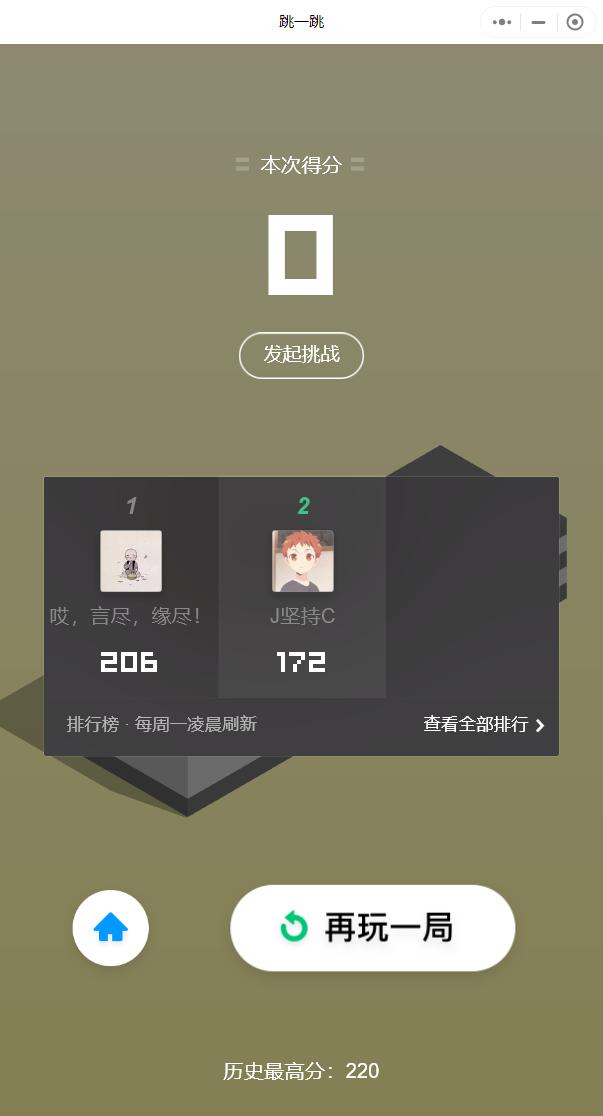 跳一跳
本次得分
0
发起挑战
1
2
哎，言尽，缘尽！
J坚持C
206
172
排行榜 · 每周一凌晨刷新
查看全部排行
再玩一局
历史最高分：220